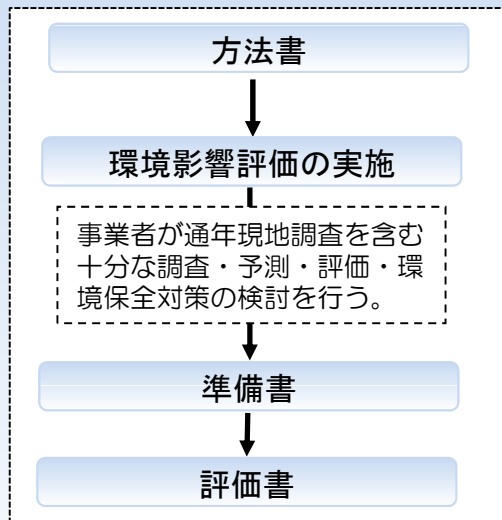 方法書
環境影響評価の実施
事業者が通年現地調査を含む
十分な調査・予測・評価・環
境保全対策の検討を行う。
準備書
評価書